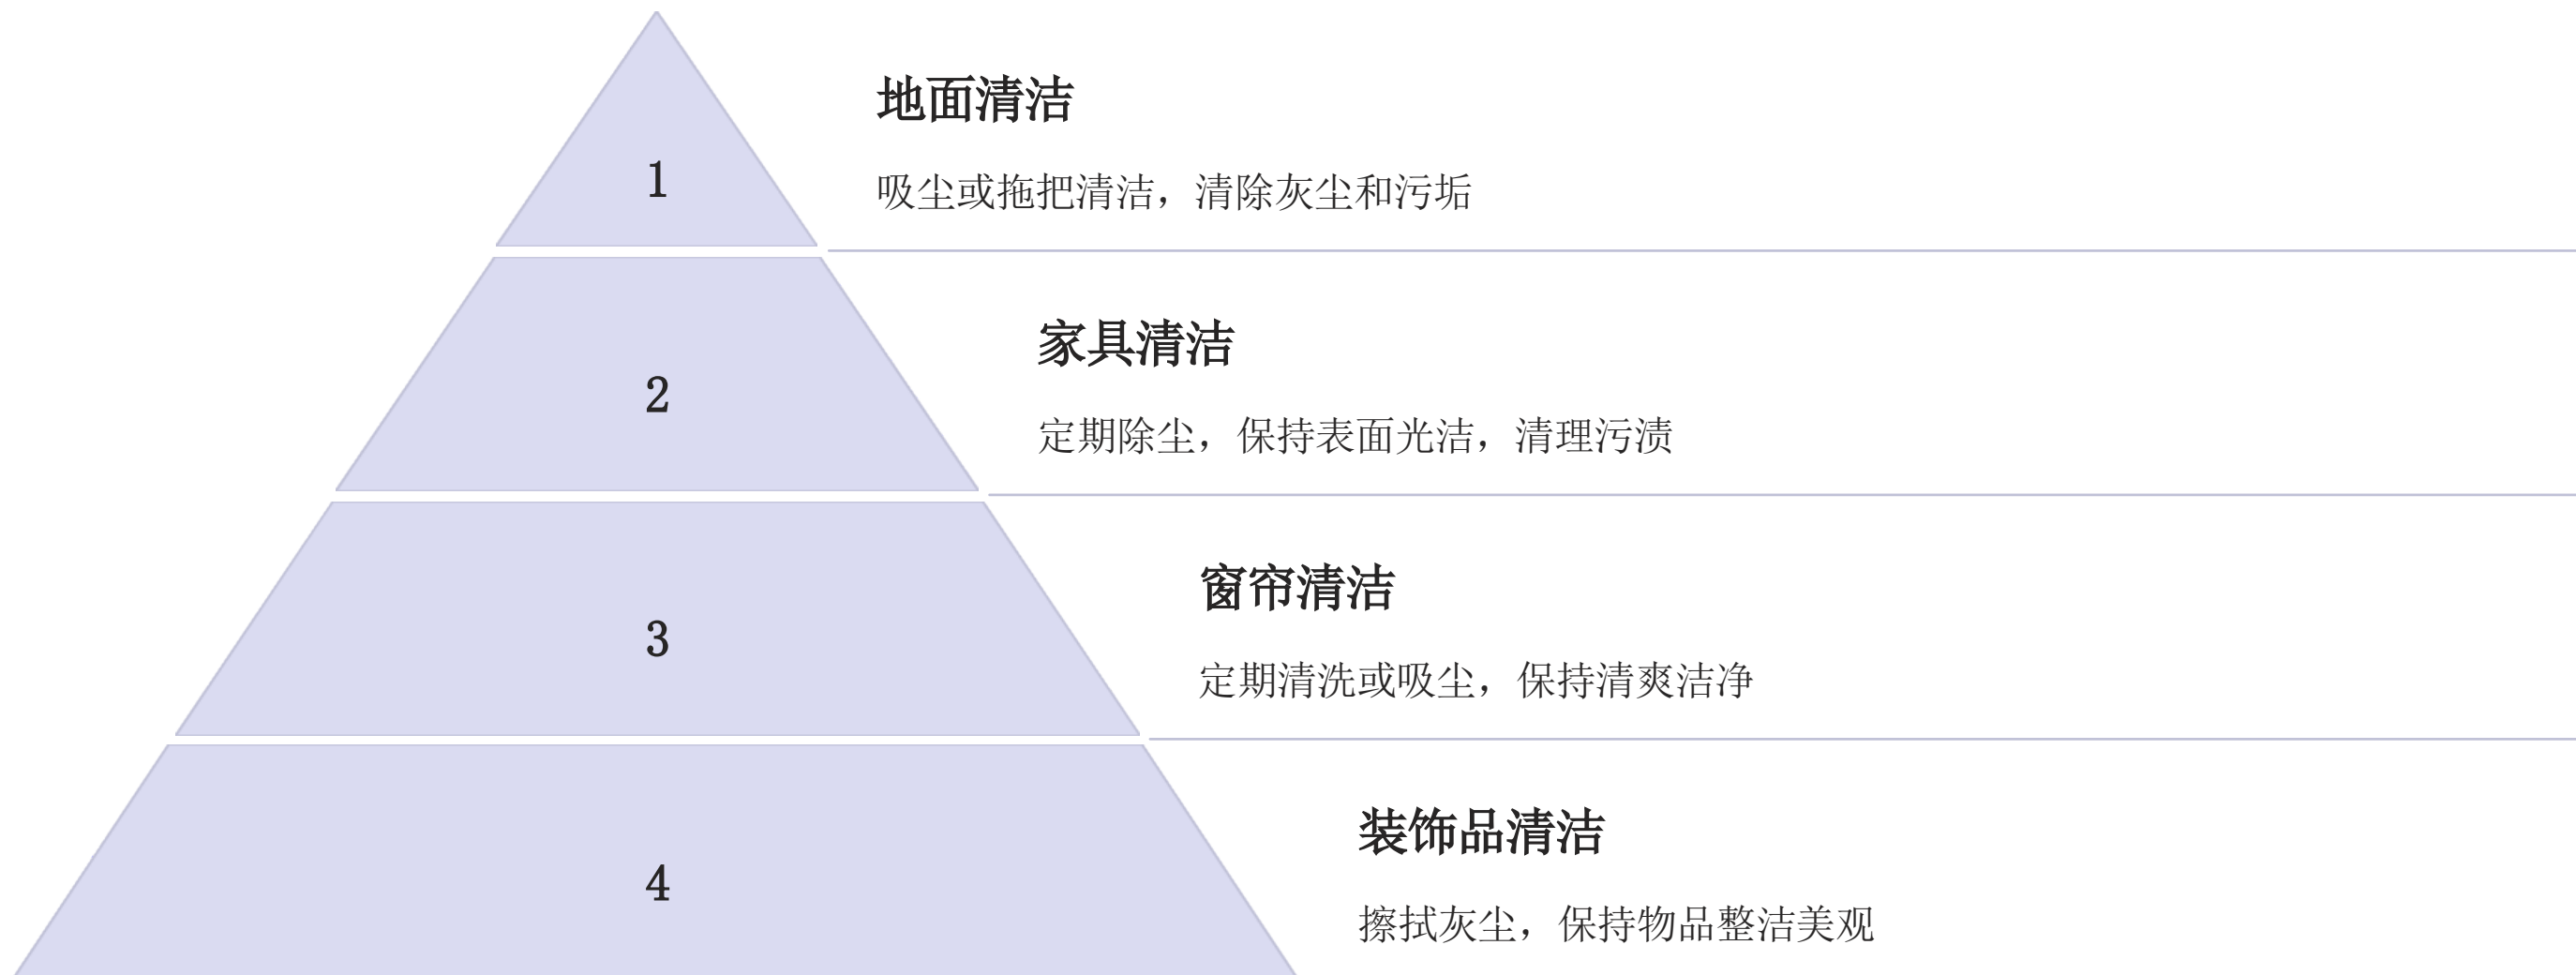 1
地面清洁
吸尘或拖把清洁，清除灰尘和污垢
2
家具清洁
定期除尘，保持表面光洁，清理污渍
3
窗帘清洁
定期清洗或吸尘，保持清爽洁净
4
装饰品清洁
擦拭灰尘，保持物品整洁美观